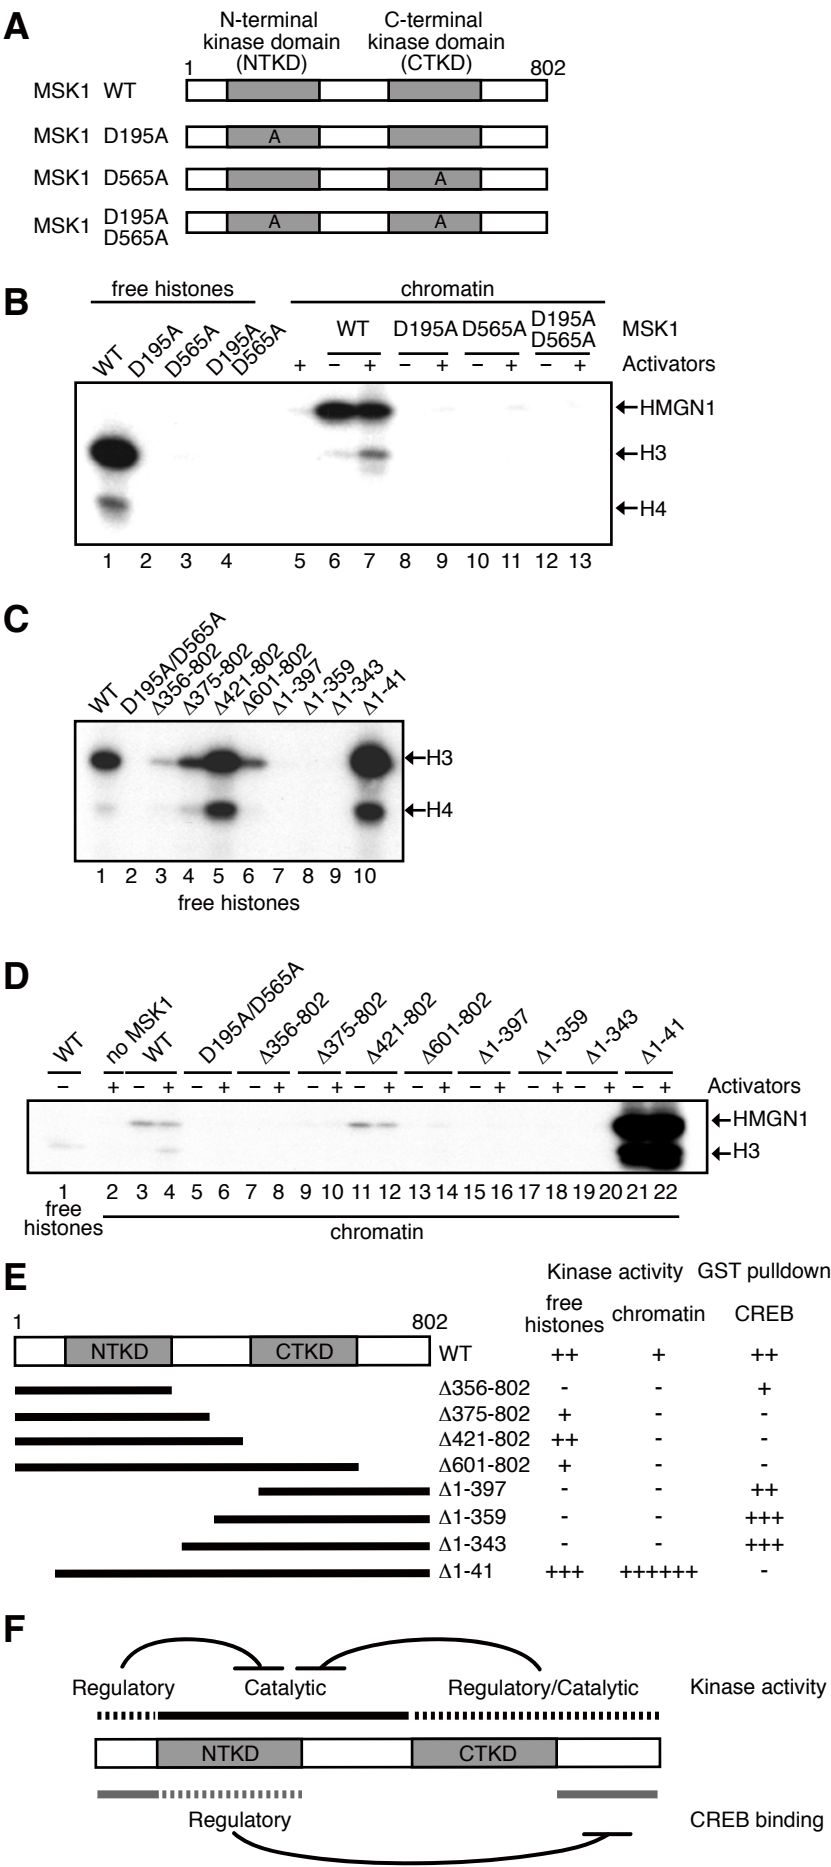 A
N-terminal kinase domain (NTKD)
C-terminal kinase domain (CTKD)
1 802
MSK1 WT
MSK1 D195A A
MSK1 D565A A
MSK1 D195A D565A A A
B
free histones chromatin
WT D195A D565A D195A D565A
WT D195A D565A D195A D565A MSK1
+ − + − + − + − + Activators
HMGN1
H3
H4
1 2 3 4 5 6 7 8 9 10 11 12 13
C
WT D195A/D565A Δ356-802 Δ375-802 Δ421-802 Δ601-802 Δ1-397 Δ1-359 Δ1-343 Δ1-41
H3
H4
1 2 3 4 5 6 7 8 9 10
free histones
D
WT no MSK1 WT D195A/D565A Δ356-802 Δ375-802 Δ421-802 Δ601-802 Δ1-397 Δ1-359 Δ1-343 Δ1-41
− + − + − + − + − + − + − + − + − + − + − + Activators
HMGN1
H3
1 2 3 4 5 6 7 8 9 10 11 12 13 14 15 16 17 18 19 20 21 22
free histones chromatin
E
Kinase activity GST pulldown
free histones chromatin CREB
1 802
NTKD CTKD WT ++ + ++
Δ356-802 - - +
Δ375-802 + - -
Δ421-802 ++ - -
Δ601-802 + - -
Δ1-397 - - ++
Δ1-359 - - +++
Δ1-343 - - +++
Δ1-41 +++ ++++++ -
F
Regulatory Catalytic Regulatory/Catalytic Kinase activity
NTKD CTKD
Regulatory CREB binding